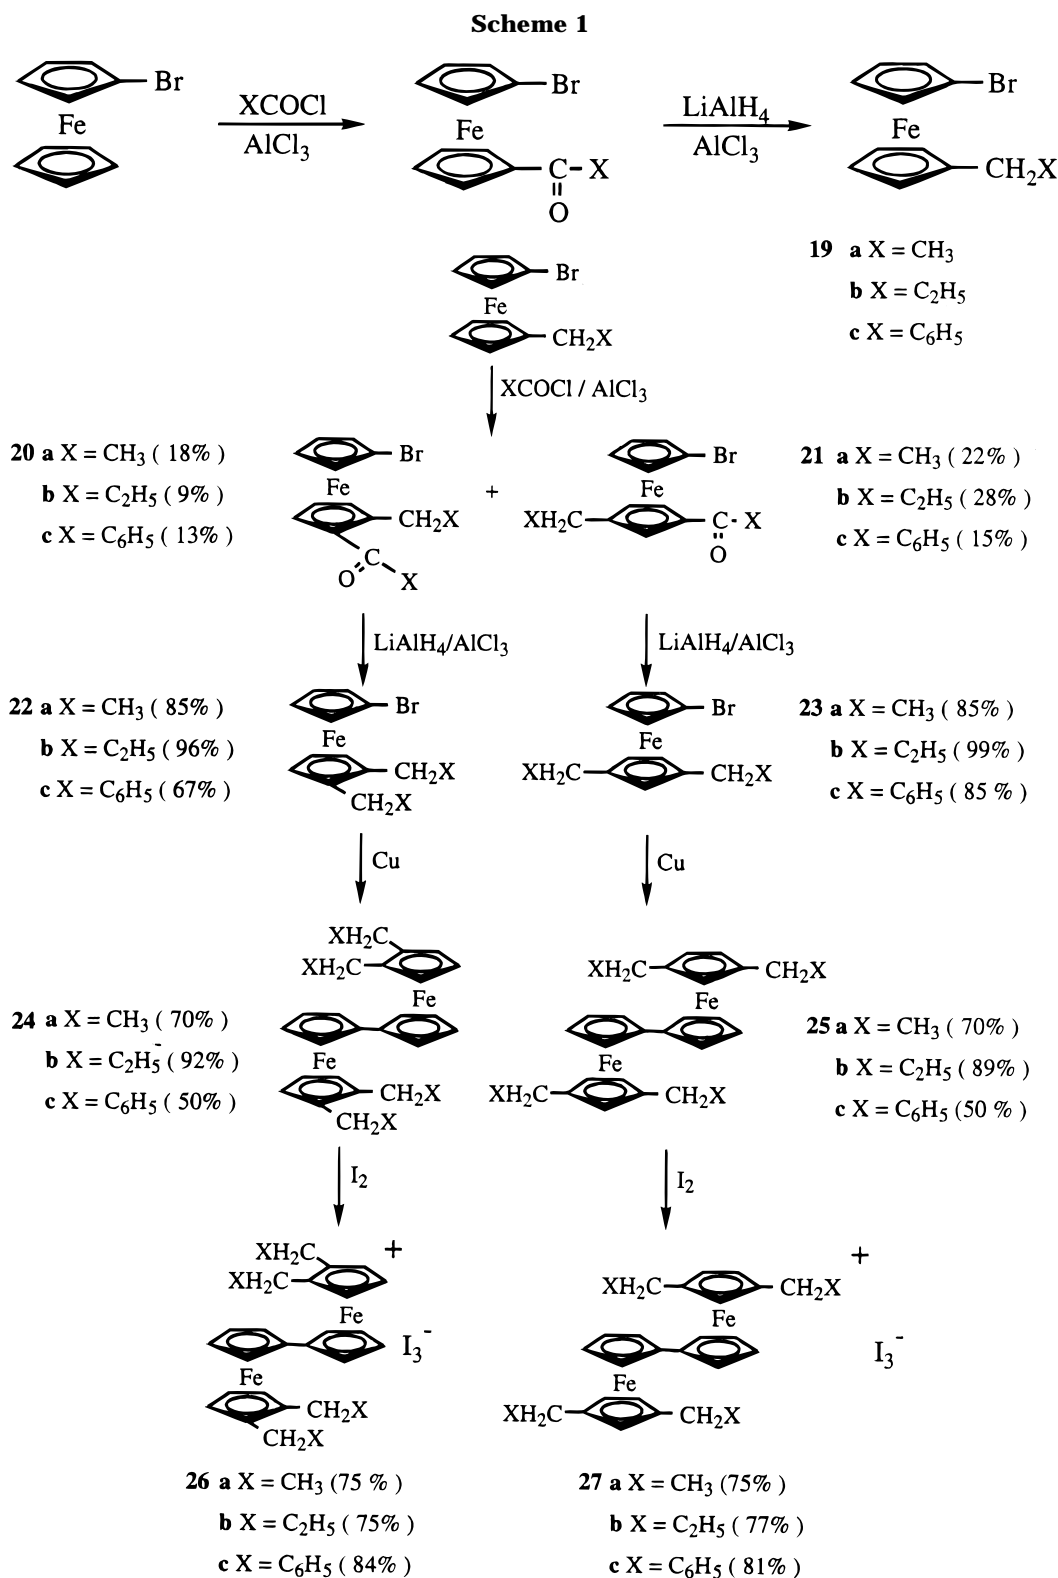 Scheme 1
Br
Fe
XCOCl
AlCl3
Br
Fe
C-X
O
LiAlH4
AlCl3
Br
Fe
CH2X
19 a X = CH3
b X = C2H5
c X = C6H5
Br
Fe
CH2X
XCOCl / AlCl3
20 a X = CH3 ( 18% )
b X = C2H5 ( 9% )
c X = C6H5 ( 13% )
Br
Fe
CH2X
C
O
X
+
Br
Fe
XH2C
C-X
O
21 a X = CH3 ( 22% )
b X = C2H5 ( 28% )
c X = C6H5 ( 15% )
LiAlH4/AlCl3
LiAlH4/AlCl3
22 a X = CH3 ( 85% )
b X = C2H5 ( 96% )
c X = C6H5 ( 67% )
Br
Fe
CH2X
CH2X
Br
Fe
XH2C
CH2X
23 a X = CH3 ( 85% )
b X = C2H5 ( 99% )
c X = C6H5 ( 85 % )
Cu
Cu
24 a X = CH3 ( 70% )
b X = C2H5 ( 92% )
c X = C6H5 ( 50% )
XH2C
XH2C
Fe
Fe
CH2X
CH2X
XH2C
CH2X
Fe
Fe
XH2C
CH2X
25 a X = CH3 ( 70% )
b X = C2H5 ( 89% )
c X = C6H5 (50 % )
I2
I2
XH2C
XH2C
+
Fe
I3-
Fe
CH2X
CH2X
XH2C
CH2X
+
Fe
I3-
Fe
XH2C
CH2X
26 a X = CH3 (75 % )
b X = C2H5 ( 75% )
c X = C6H5 ( 84% )
27 a X = CH3 (75% )
b X = C2H5 ( 77% )
c X = C6H5 ( 81% )